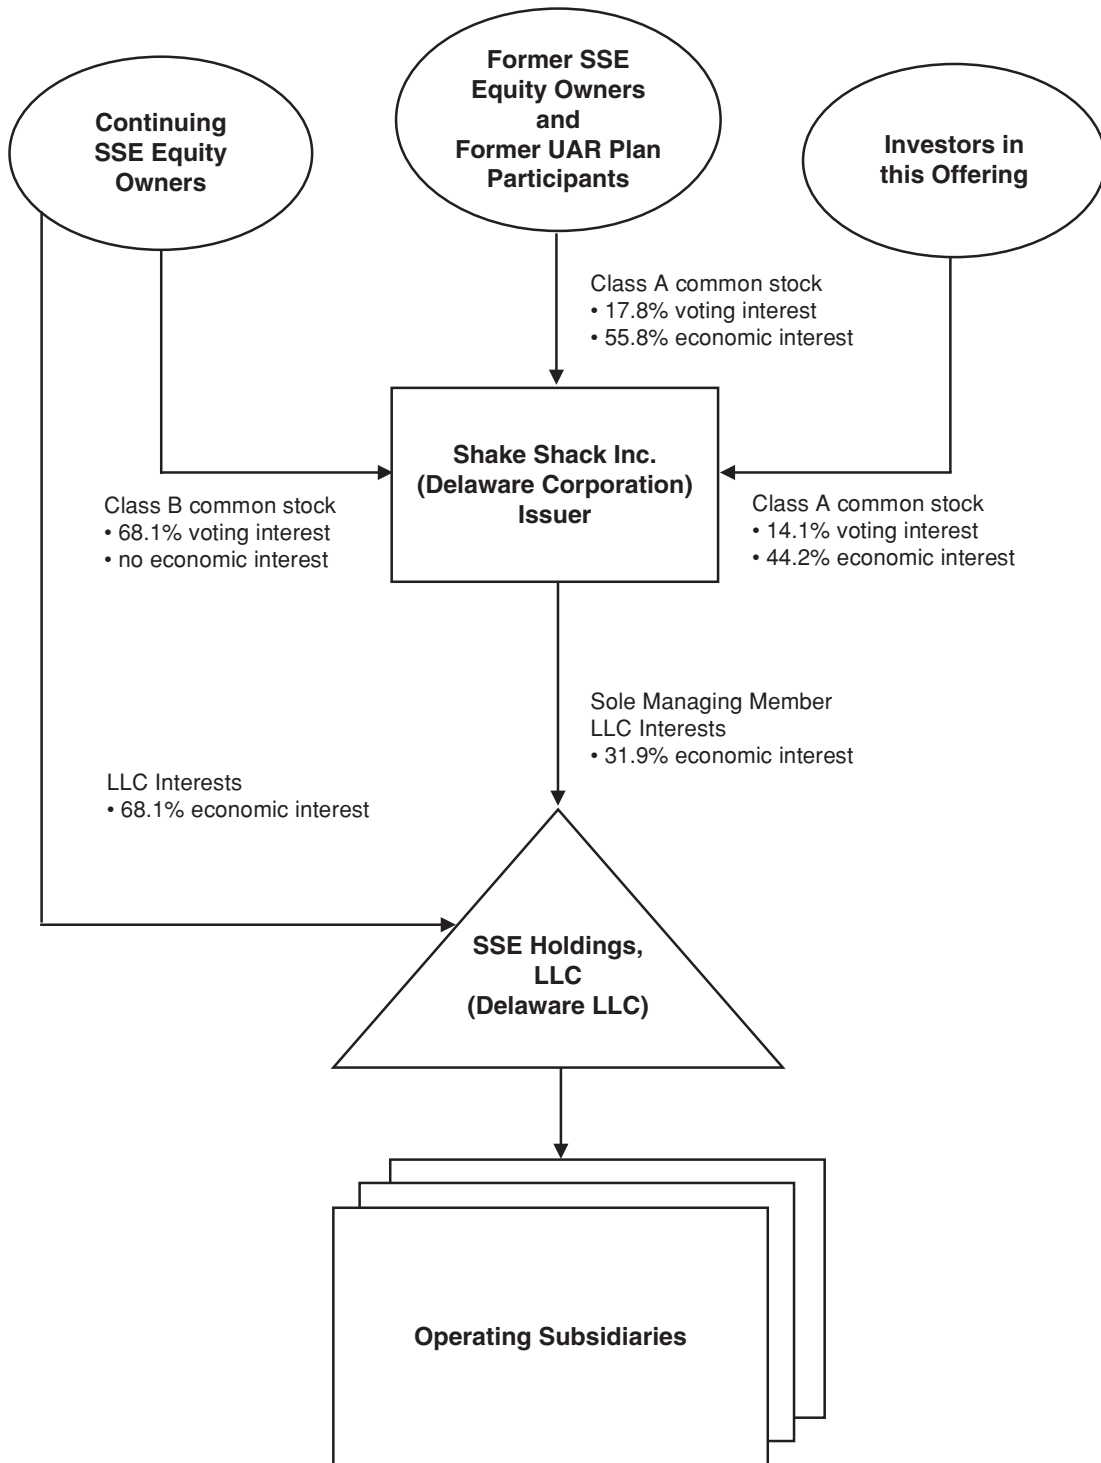 Continuing
SSE Equity
Owners
Former SSE
Equity Owners
and
Former UAR Plan
Participants
Investors in
this Offering
Class A common stock
• 17.8% voting interest
• 55.8% economic interest
Shake Shack Inc.
(Delaware Corporation)
Issuer
Class B common stock
• 68.1% voting interest
• no economic interest
Class A common stock
• 14.1% voting interest
• 44.2% economic interest
Sole Managing Member
LLC Interests
• 31.9% economic interest
LLC Interests
• 68.1% economic interest
SSE Holdings,
LLC
(Delaware LLC)
Operating Subsidiaries